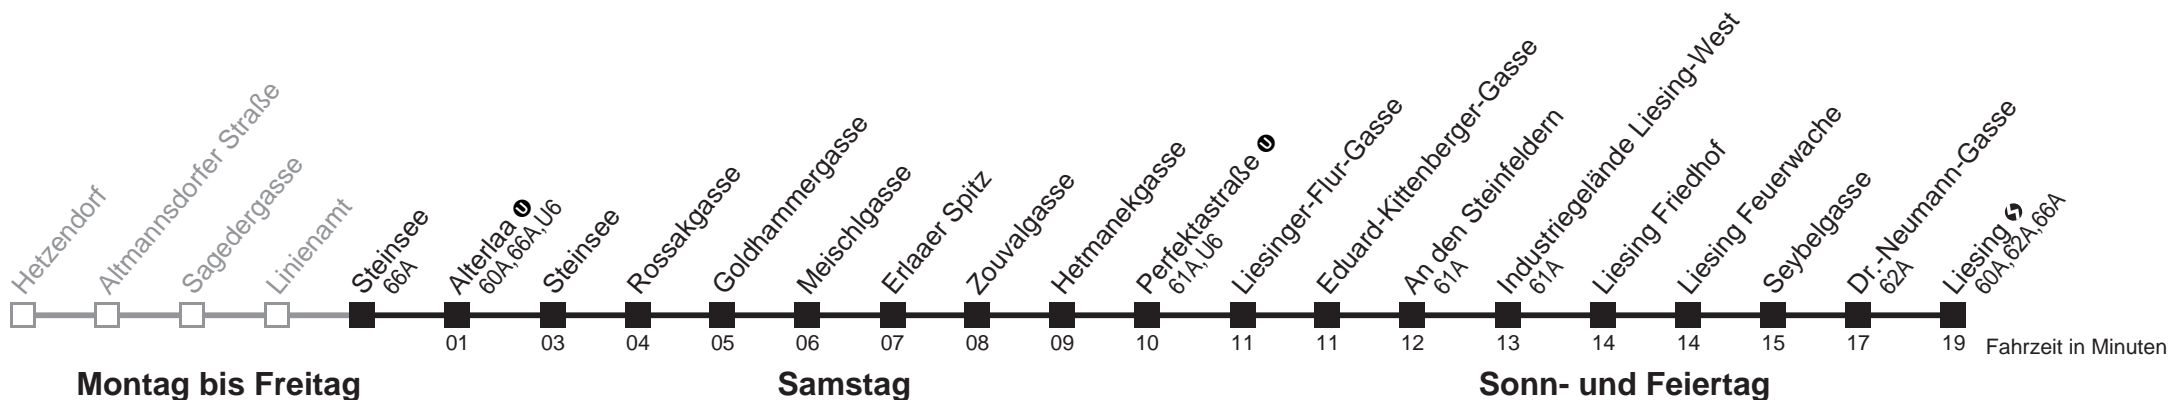 Hetzendorf
Altmannsdorfer Straße
Sagedergasse
Linienamt
Steinsee
66A
Alterlaa U
60A,66A,U6
Steinsee
Rossakgasse
Goldhammergasse
Meischlgasse
Erlaaer Spitz
Zouvalgasse
Hetmanekgasse
Perfektastraße U
61A,U6
Liesinger-Flur-Gasse
Eduard-Kittenberger-Gasse
An den Steinfeldern
61A
Industriegelände Liesing-West
61A
Liesing Friedhof
Liesing Feuerwache
Seybelgasse
Dr.-Neumann-Gasse
62A
Liesing
60A,62A,66A
01 03 04 05 06 07 08 09 10 11 11 12 13 14 14 15 17 19 Fahrzeit in Minuten
Montag bis Freitag Samstag Sonn- und Feiertag